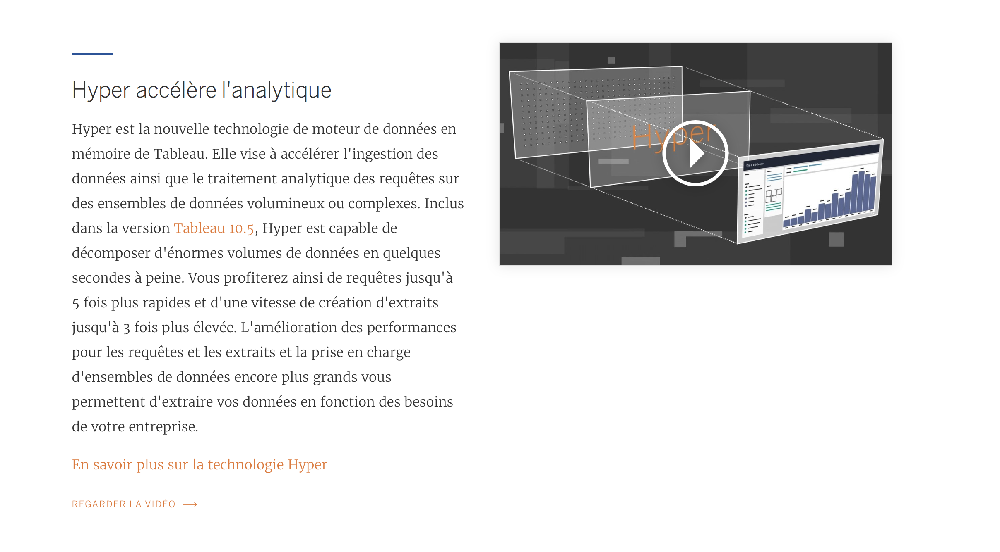 Hyper accélère l'analytique
Hyper est la nouvelle technologie de moteur de données en
mémoire de Tableau. Elle vise à accélérer l'ingestion des
données ainsi que le traitement analytique des requêtes sur
des ensembles de données volumineux ou complexes. Inclus
dans la version Tableau 10.5, Hyper est capable de
décomposer d'énormes volumes de données en quelques
secondes à peine. Vous profiterez ainsi de requêtes jusqu'à
5 fois plus rapides et d'une vitesse de création d'extraits
jusqu'à 3 fois plus élevée. L'amélioration des performances
pour les requêtes et les extraits et la prise en charge
d'ensembles de données encore plus grands vous
permettent d'extraire vos données en fonction des besoins
de votre entreprise.
En savoir plus sur la technologie Hyper
REGARDER LA VIDÉO
Hyper
+ableau